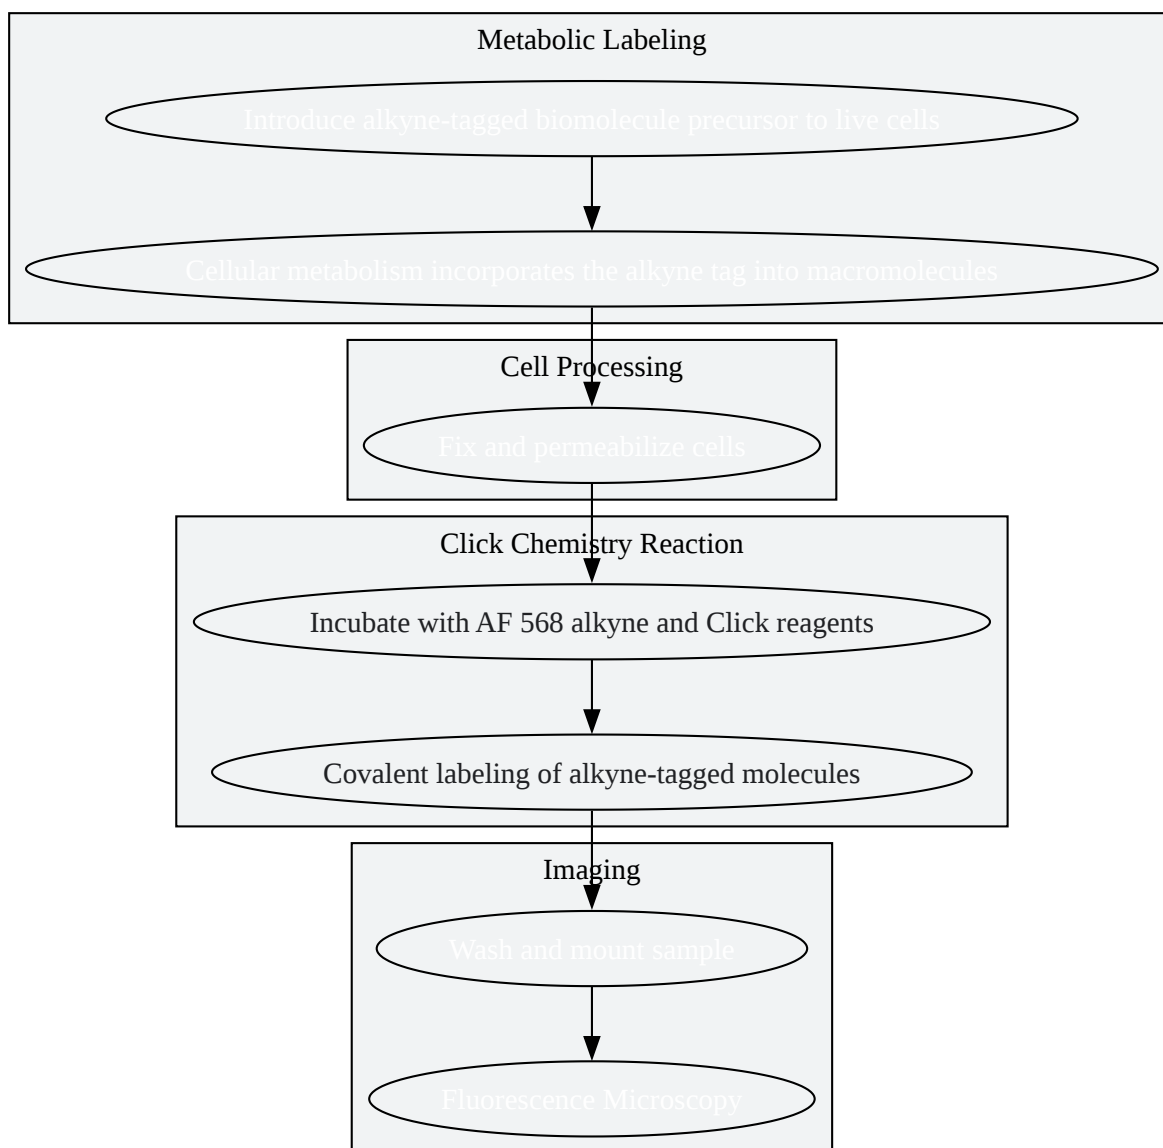 Metabolic Labeling
Introduce alkyne-tagged biomolecule precursor to live cells
Cellular metabolism incorporates the alkyne tag into macromolecules
Cell Processing
Fix and permeabilize cells
Click Chemistry Reaction
Incubate with AF 568 alkyne and Click reagents
Covalent labeling of alkyne-tagged molecules
Imaging
Wash and mount sample
Fluorescence Microscopy